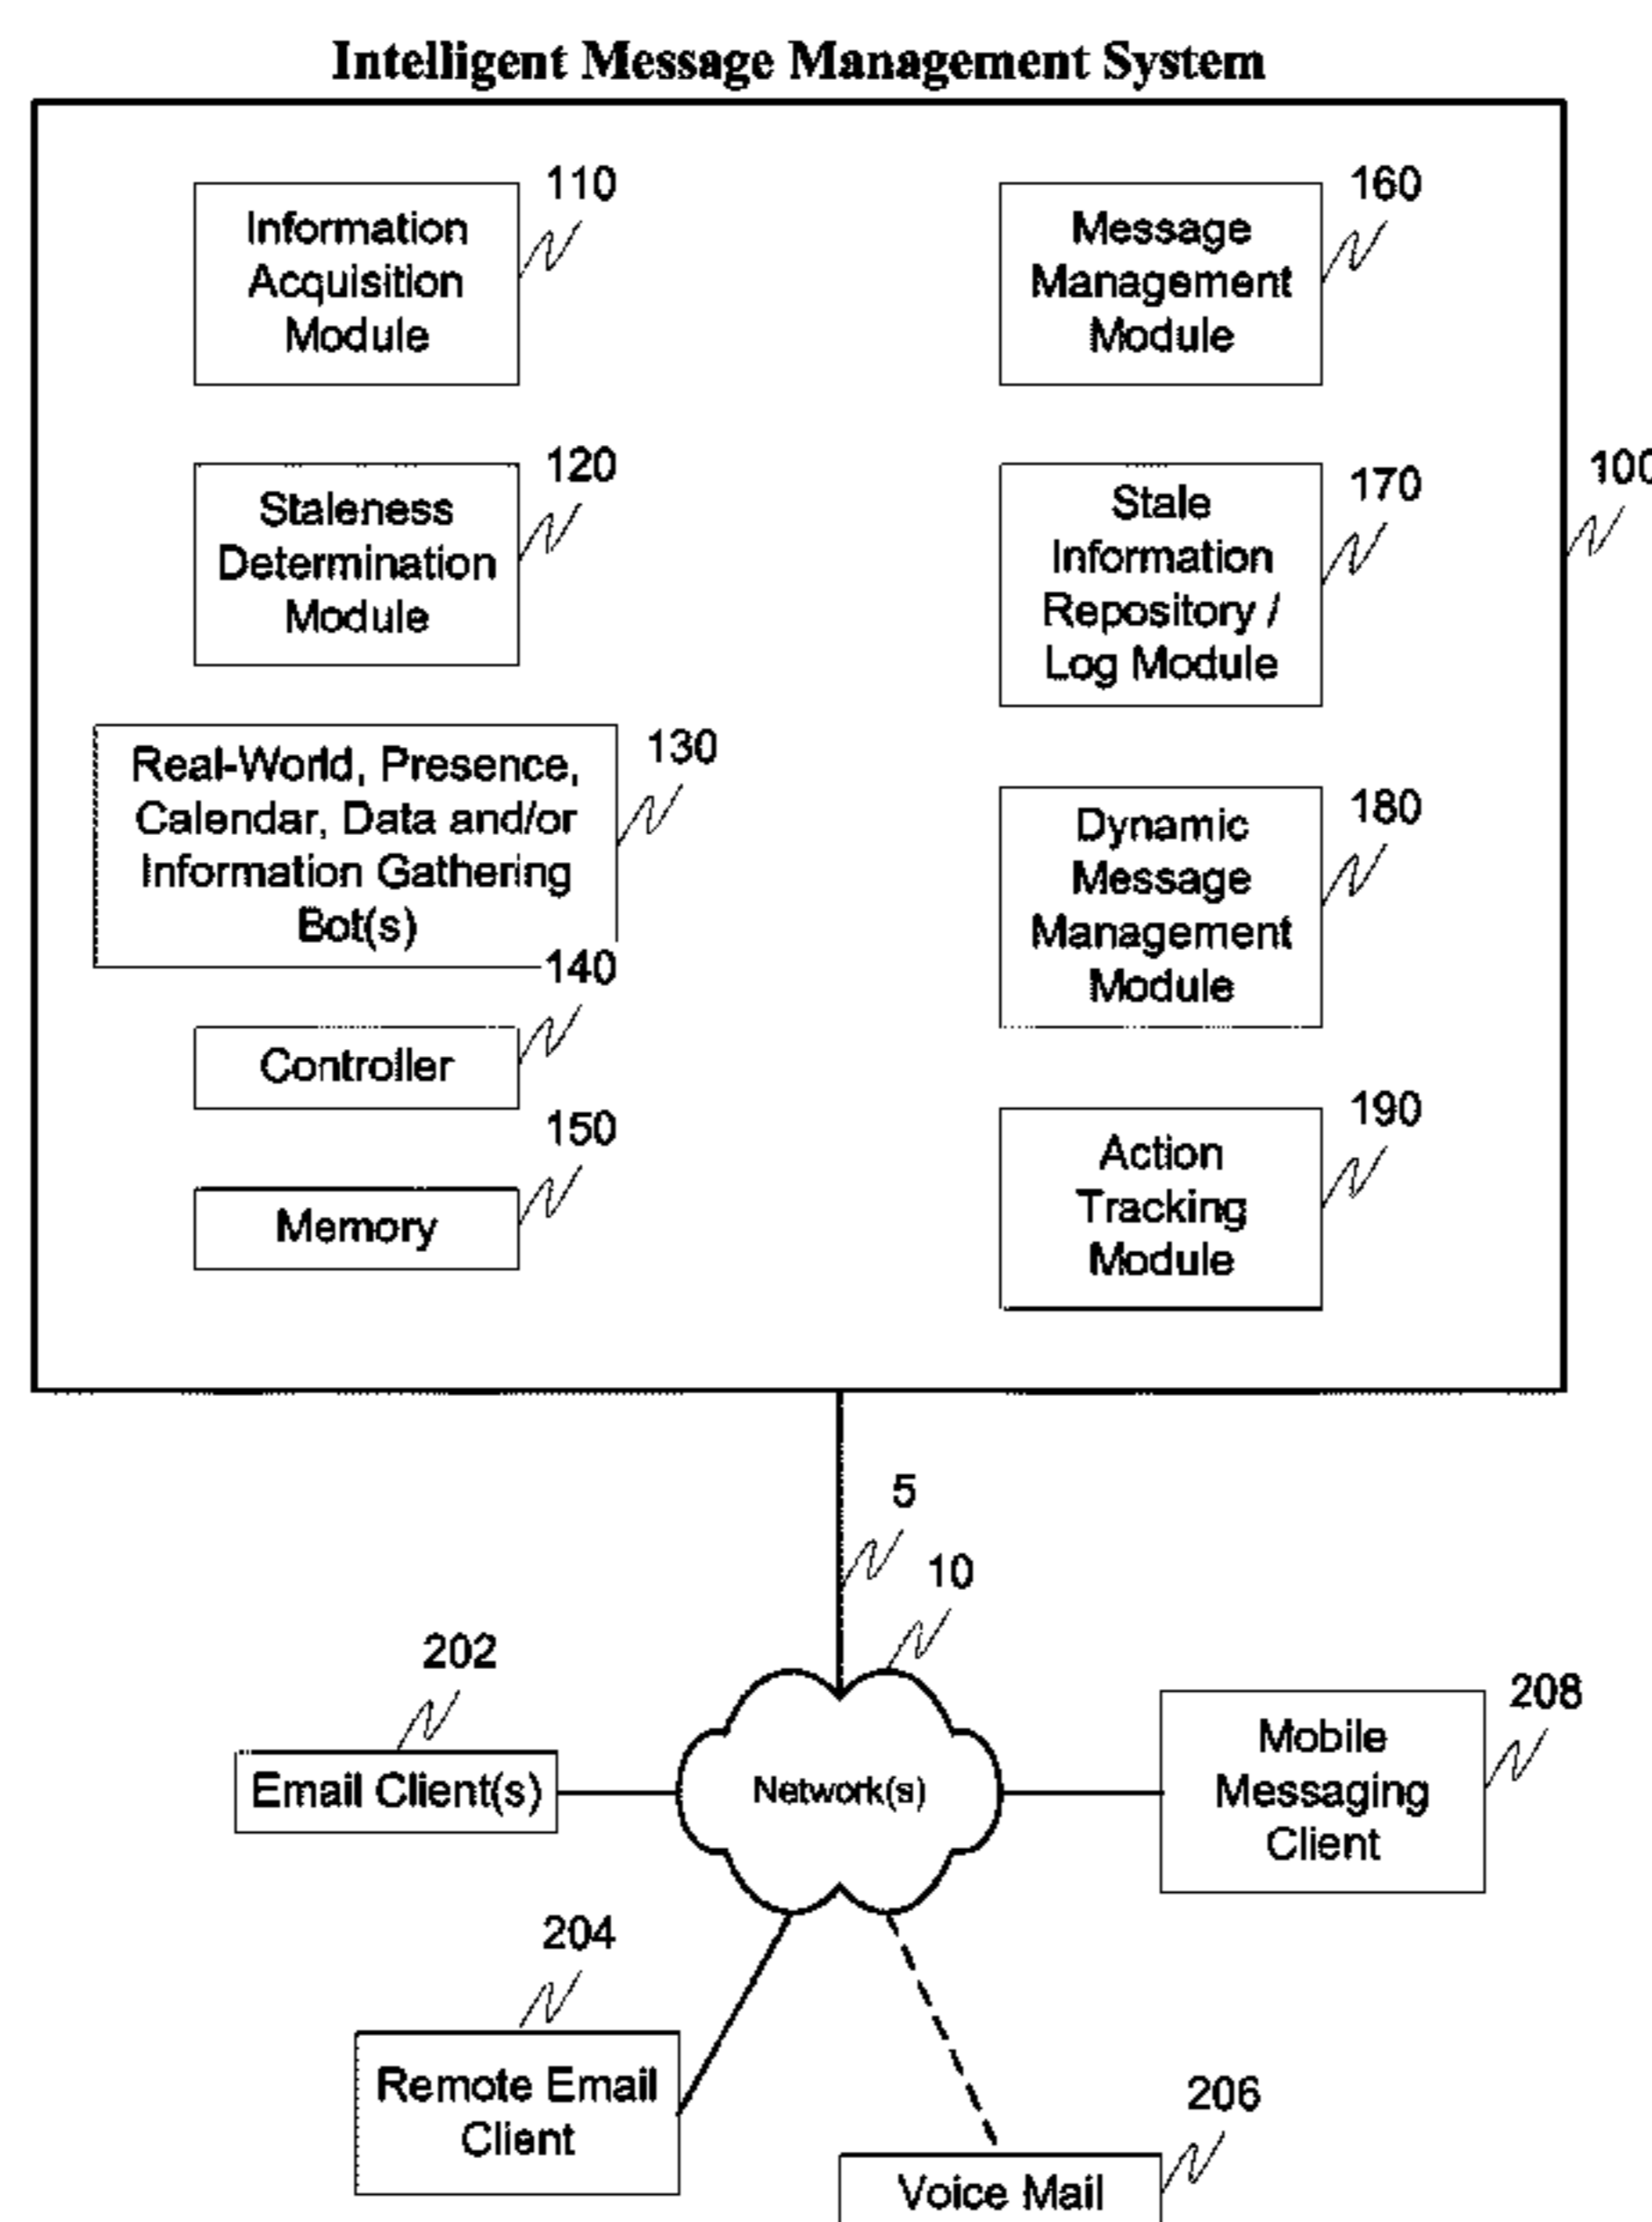 Intelligent Message Management System
110
Information
Acquisition
Module
160
Message
Management
Module
100
120
Staleness
Determination
Module
170
Stale
Information
Repository /
Log Module
130
Real-World, Presence,
Calendar, Data and/or
Information Gathering
Bot(s)
180
Dynamic
Message
Management
Module
140
Controller
150
Memory
190
Action
Tracking
Module
5
10
202
Email Client(s)
Network(s)
208
Mobile
Messaging
Client
204
Remote Email
Client
206
Voice Mail